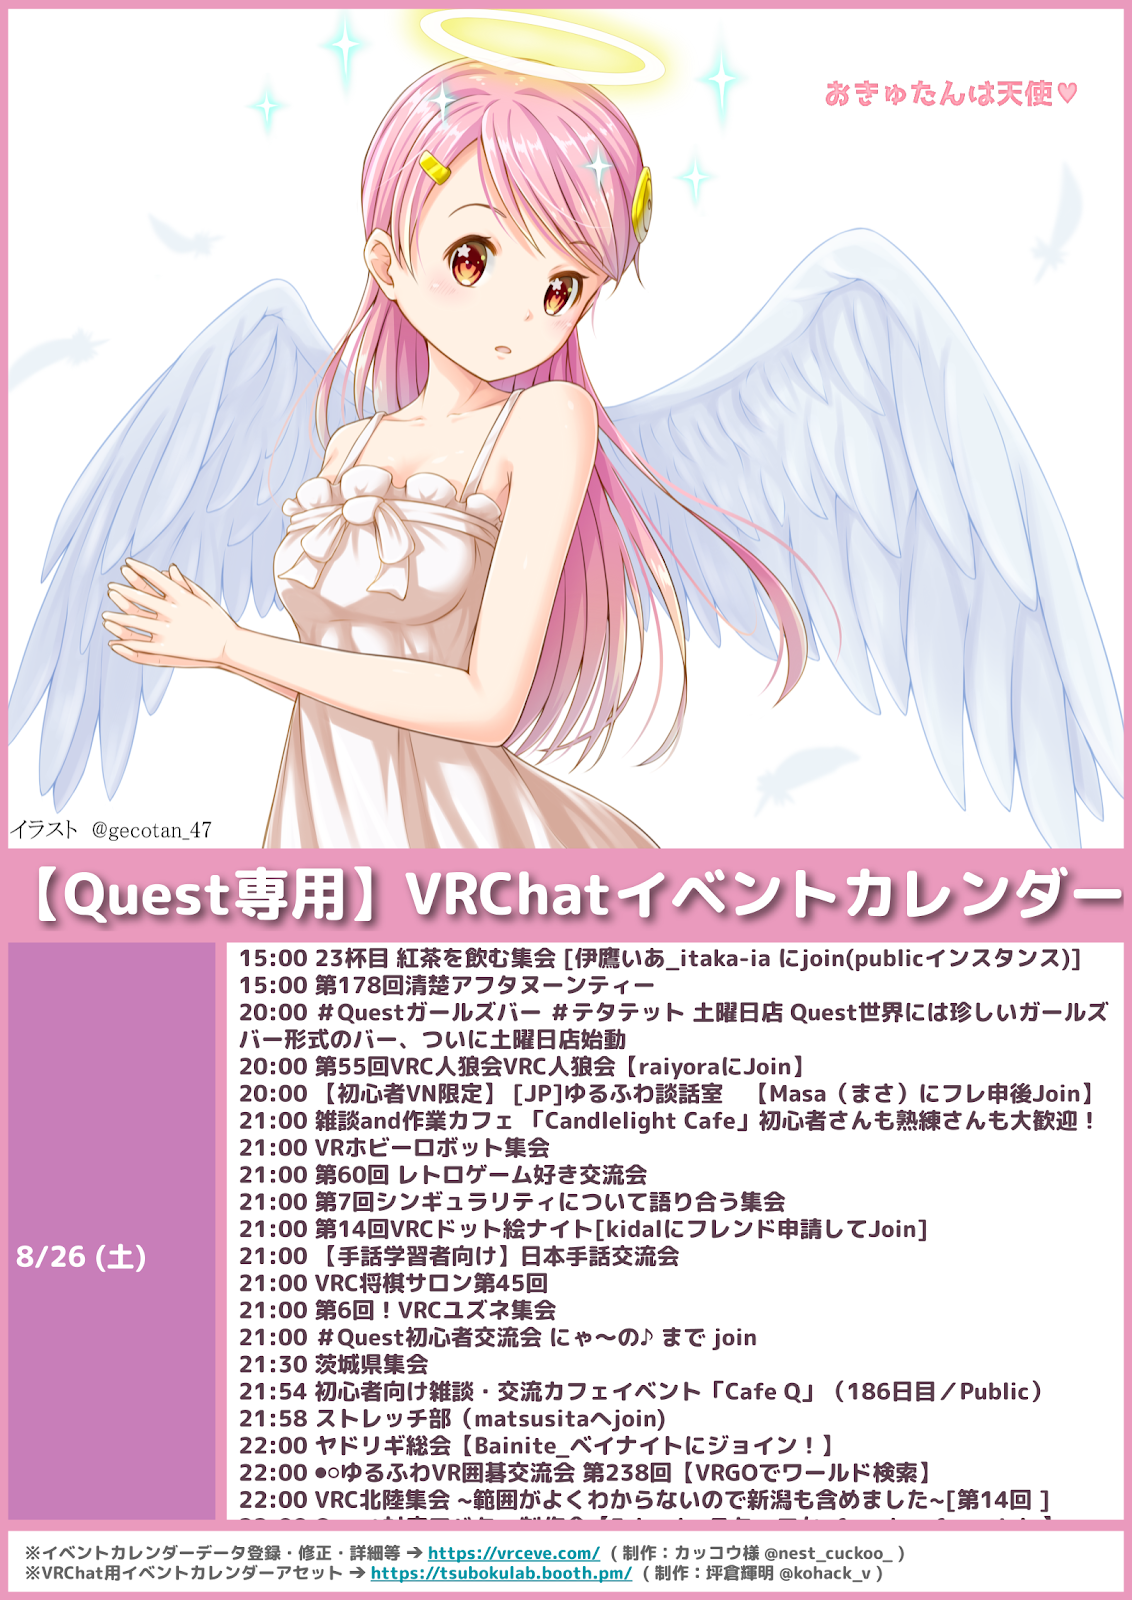 おきゅたんは天使♥
イラスト @gecotan_47
【Quest専用】VRChatイベントカレンダー
8/26 (土)
15:00 23杯目 紅茶を飲む集会 [伊鷹いあ_itaka-ia にjoin(publicインスタンス)]
15:00 第178回清楚アフタヌーンティー
20:00 #Questガールズバー #テタテット 土曜日店 Quest世界には珍しいガールズ
バー形式のバー、ついに土曜日店始動
20:00 第55回VRC人狼会VRC人狼会【raiyoraにJoin】
20:00 【初心者VN限定】 [JP]ゆるふわ談話室 【Masa（まさ）にフレ申後Join】
21:00 雑談and作業カフェ 「Candlelight Cafe」初心者さんも熟練さんも大歓迎！
21:00 VRホビーロボット集会
21:00 第60回 レトロゲーム好き交流会
21:00 第7回シンギュラリティについて語り合う集会
21:00 第14回VRCドット絵ナイト[kidalにフレンド申請してJoin]
21:00 【手話学習者向け】日本手話交流会
21:00 VRC将棋サロン第45回
21:00 第6回！VRCユズネ集会
21:00 #Quest初心者交流会 にゃ～の♪ まで join
21:30 茨城県集会
21:54 初心者向け雑談・交流カフェイベント「Cafe Q」（186日目／Public）
21:58 ストレッチ部（matsusitaへjoin)
22:00 ヤドリギ総会【Bainite_ベイナイトにジョイン！】
22:00 ●○ゆるふわVR囲碁交流会 第238回【VRGOでワールド検索】
22:00 VRC北陸集会 ~範囲がよくわからないので新潟も含めました~[第14回 ]
※イベントカレンダーデータ登録・修正・詳細等 ➔ https://vrceve.com/ ( 制作：カッコウ様 @nest_cuckoo_ )
※VRChat用イベントカレンダーアセット ➔ https://tsubokulab.booth.pm/ ( 制作：坪倉輝明 @kohack_v )